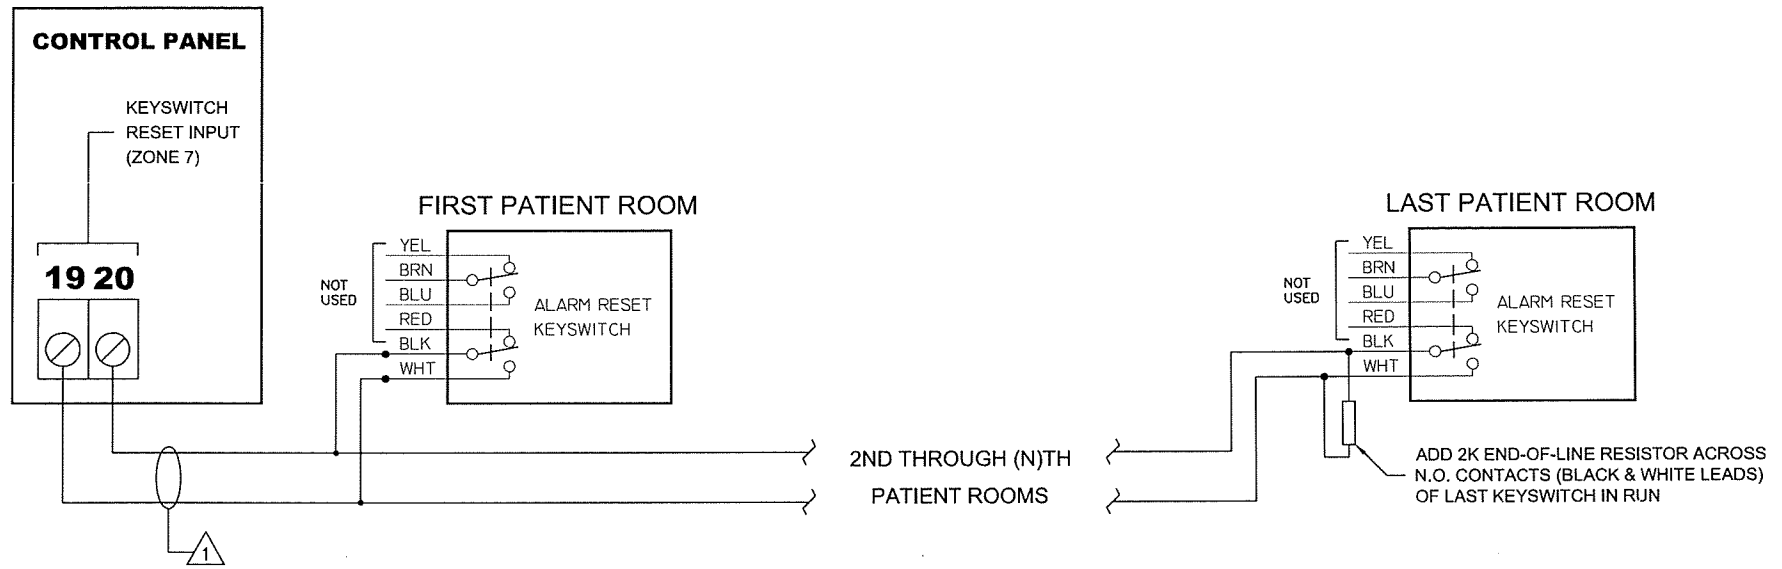 CONTROL PANEL
KEYSWITCH
RESET INPUT
(ZONE 7)
19 20
FIRST PATIENT ROOM
YEL
BRN
BLU
RED
BLK
WHT
NOT
USED
ALARM RESET
KEYSWITCH
LAST PATIENT ROOM
YEL
BRN
BLU
RED
BLK
WHT
NOT
USED
ALARM RESET
KEYSWITCH
2ND THROUGH (N)TH
PATIENT ROOMS
ADD 2K END-OF-LINE RESISTOR ACROSS
N.O. CONTACTS (BLACK & WHITE LEADS)
OF LAST KEYSWITCH IN RUN
1